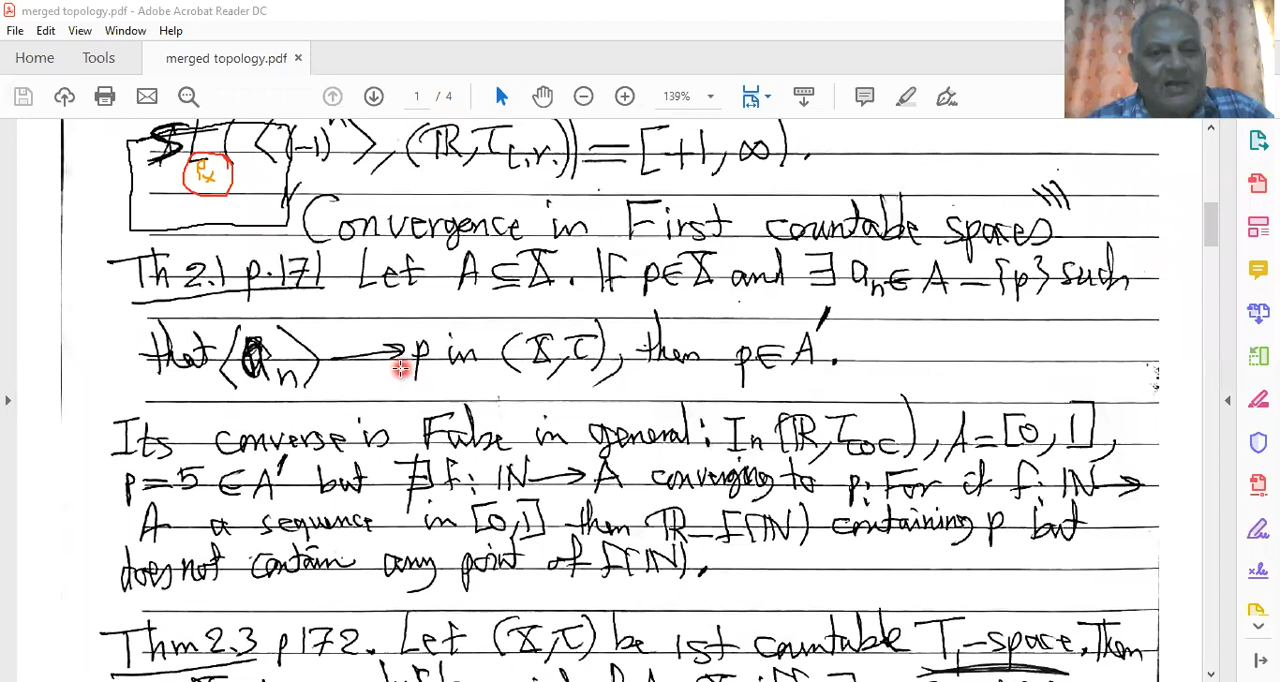 merged topology.pdf - Adobe Acrobat Reader DC
File Edit View Window Help
Home Tools merged topology.pdf ×
1 / 4 139%
⟨(-1)ⁿ⟩, (ℝ, τ_{l.r.}) = [+1, ∞).
"Convergence in First countable spaces"
Th 2.1 p.171 Let A ⊆ X. If p ∈ X and ∃ aₙ ∈ A – {p} such
that ⟨aₙ⟩ → p in (X, τ), then p ∈ A′.
Its converse is False in general: In (ℝ, τ_coc), A = [0, 1],
p = 5 ∈ A′ but ∄ f: ℕ → A converging to p: For if f: ℕ →
A a sequence in [0, 1] then ℝ – f(ℕ) containing p but
does not contain any point of f(ℕ).
Thm 2.3 p172. Let (X, τ) be 1st countable T₁-space. Then